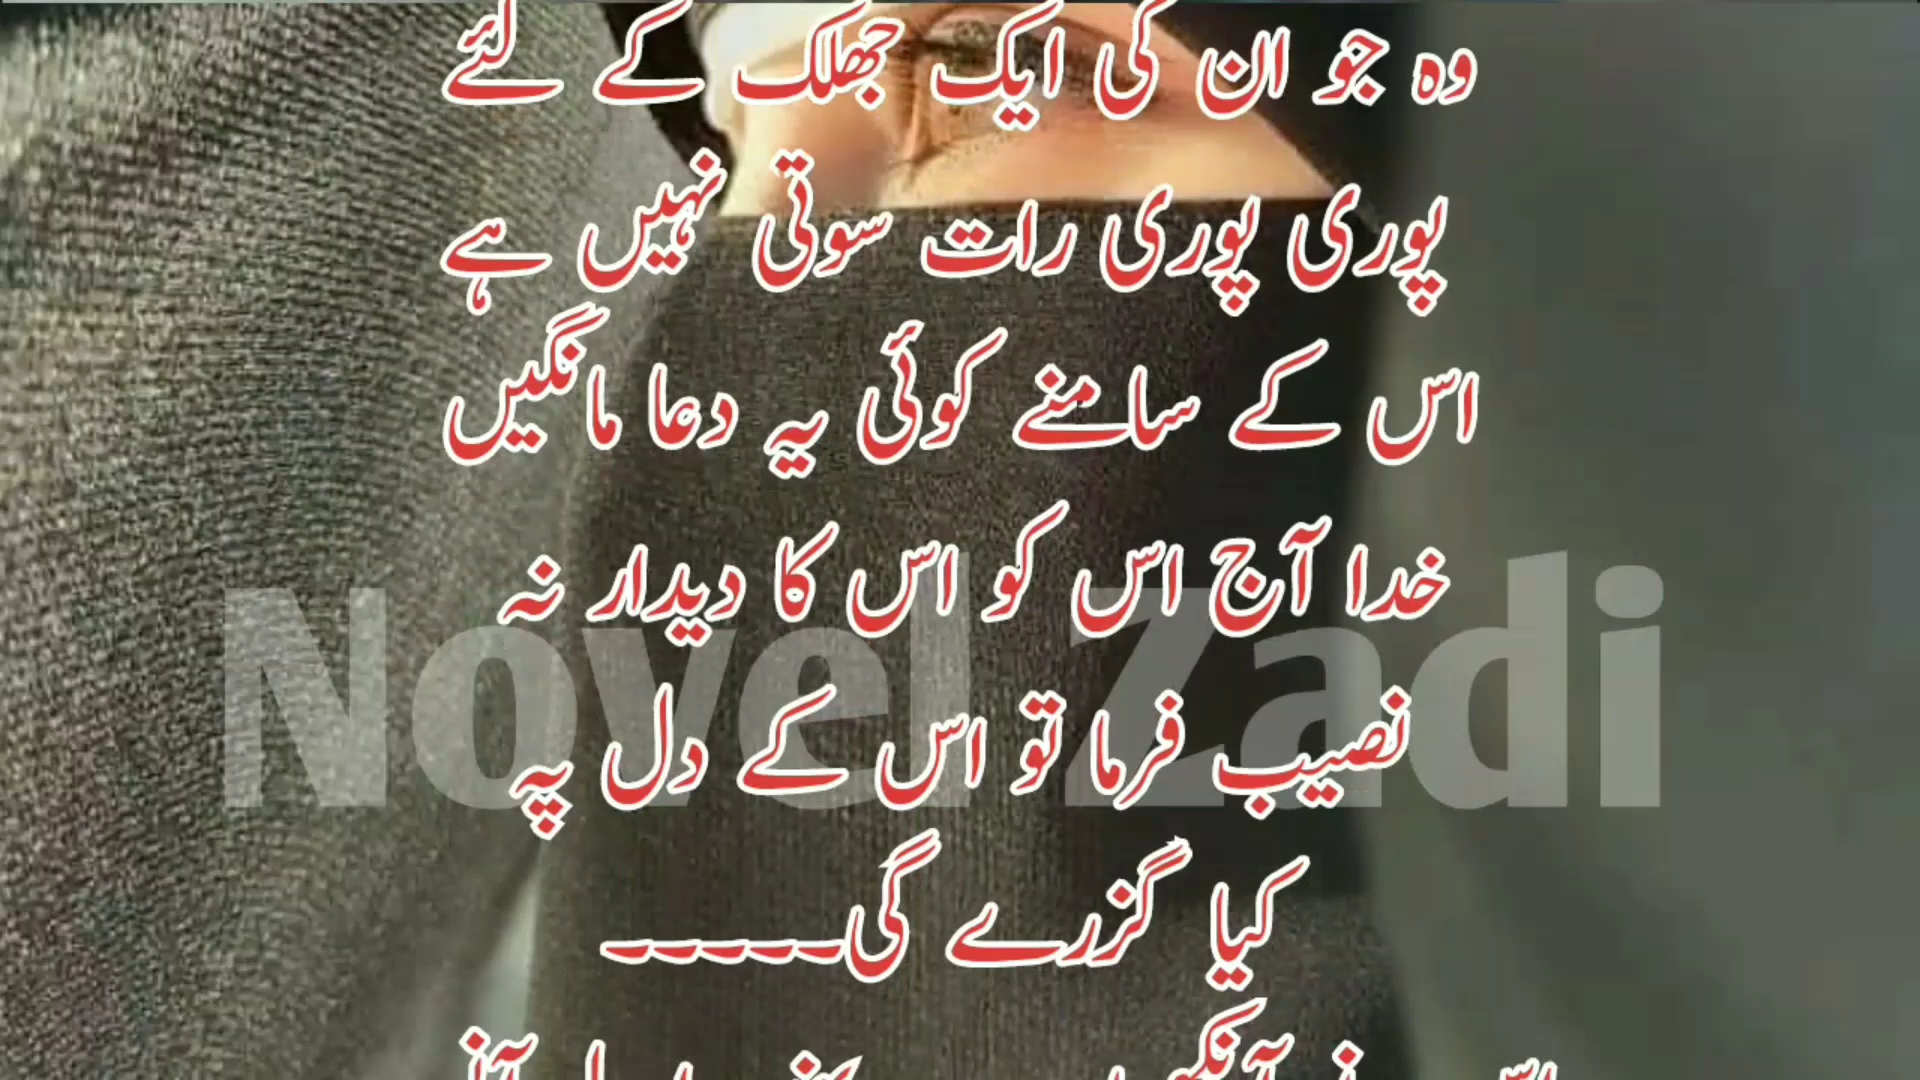 وہ جو ان کی ایک جھلک کے لئے
پوری پوری رات سوتی نہیں ہے
اس کے سامنے کوئی یہ دعا مانگیں
خدا آج اس کو اس کا دیدار نہ
نصیب فرما تو اس کے دل پہ
کیا گزرے گی-----
Novel Zadi